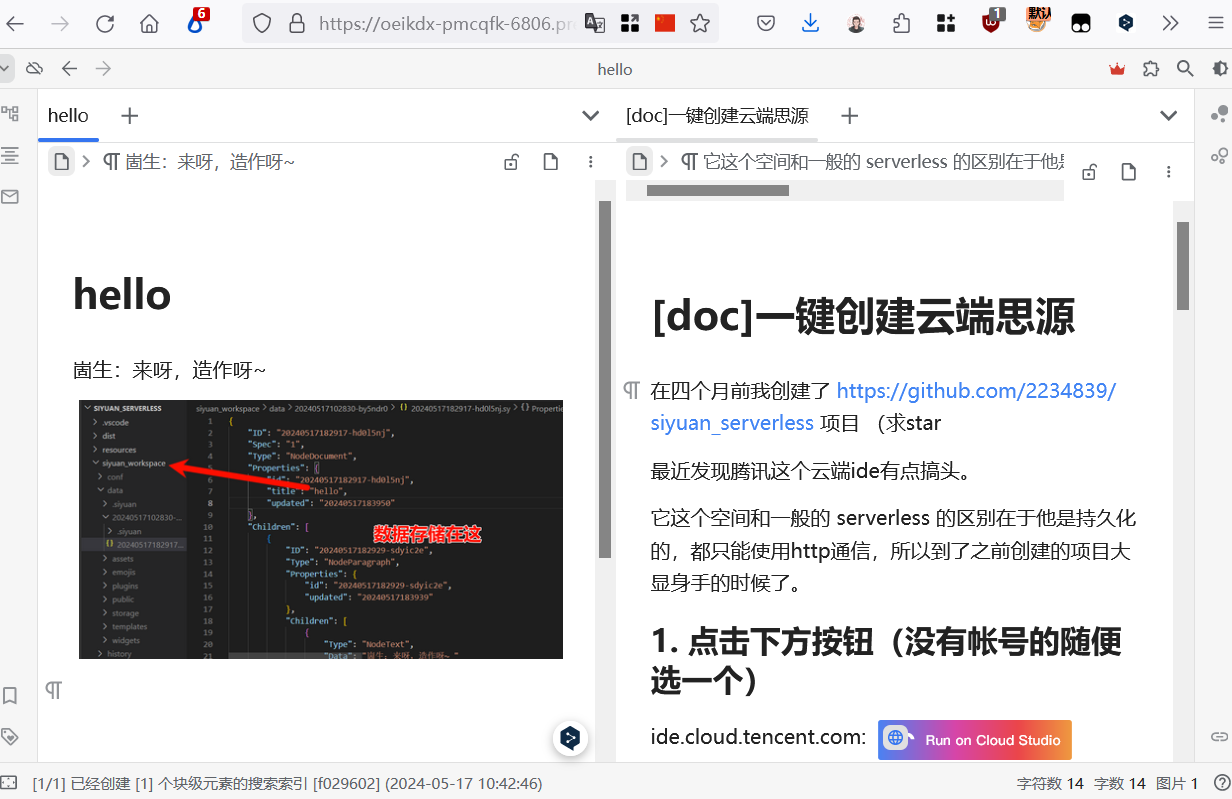 6
https://oeikdx-pmcqfk-6806.pr
1
默认
hello
hello
[doc]一键创建云端思源
崮生：来呀，造作呀~
它这个空间和一般的 serverless 的区别在于他是
hello
崮生：来呀，造作呀~
SIYUAN_SERVERLESS
.vscode
dist
resources
siyuan_workspace
conf
data
.siyuan
20240517102830-...
.siyuan
20240517182917...
assets
emojis
plugins
public
storage
templates
widgets
history
siyuan_workspace > data > 20240517102830-by5ndr0 > {} 20240517182917-hd0l5nj.sy > {} Propertie
1 {
2 "ID": "20240517182917-hd0l5nj",
3 "Spec": "1",
4 "Type": "NodeDocument",
5 "Properties": {
6 "id": "20240517182917-hd0l5nj",
7 "title": "hello",
8 "updated": "20240517183950"
9 },
10 "Children": [
11 {
12 "ID": "20240517182929-sdyic2e",
13 "Type": "NodeParagraph",
14 "Properties": {
15 "id": "20240517182929-sdyic2e",
16 "updated": "20240517183939"
17 },
18 "Children": [
19 {
20 "Type": "NodeText",
21 "Data": "崮生：来呀，造作呀~ "
数据存储在这
[doc]一键创建云端思源
在四个月前我创建了 https://github.com/2234839/
siyuan_serverless 项目 （求star
最近发现腾讯这个云端ide有点搞头。
它这个空间和一般的 serverless 的区别在于他是持久化
的，都只能使用http通信，所以到了之前创建的项目大
显身手的时候了。
1. 点击下方按钮（没有帐号的随便
选一个）
ide.cloud.tencent.com:
Run on Cloud Studio
[1/1] 已经创建 [1] 个块级元素的搜索索引 [f029602] (2024-05-17 10:42:46)
字符数 14 字数 14 图片 1